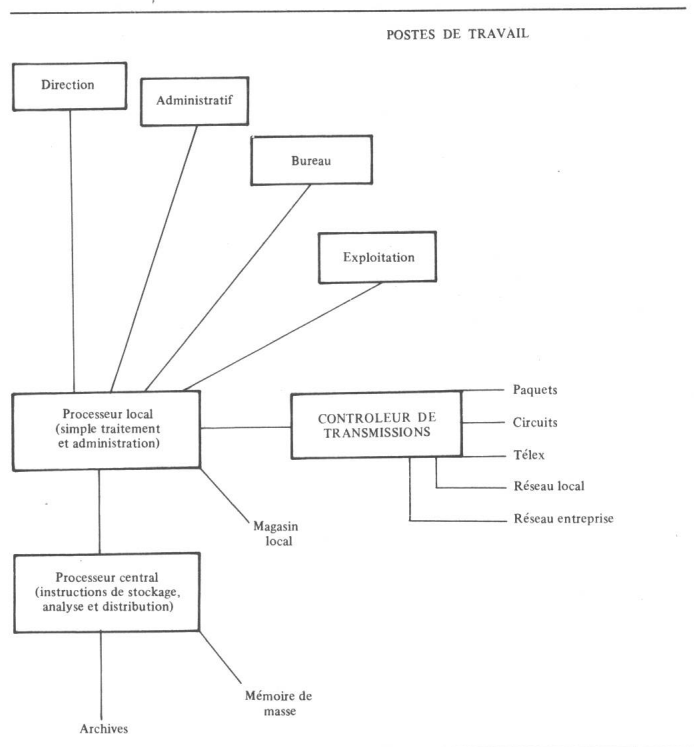 POSTES DE TRAVAIL
Direction
Administratif
Bureau
Exploitation
Processeur local
(simple traitement
et administration)
CONTROLEUR DE
TRANSMISSIONS
Paquets
Circuits
Télex
Réseau local
Réseau entreprise
Magasin
local
Processeur central
(instructions de stockage,
analyse et distribution)
Mémoire de
masse
Archives